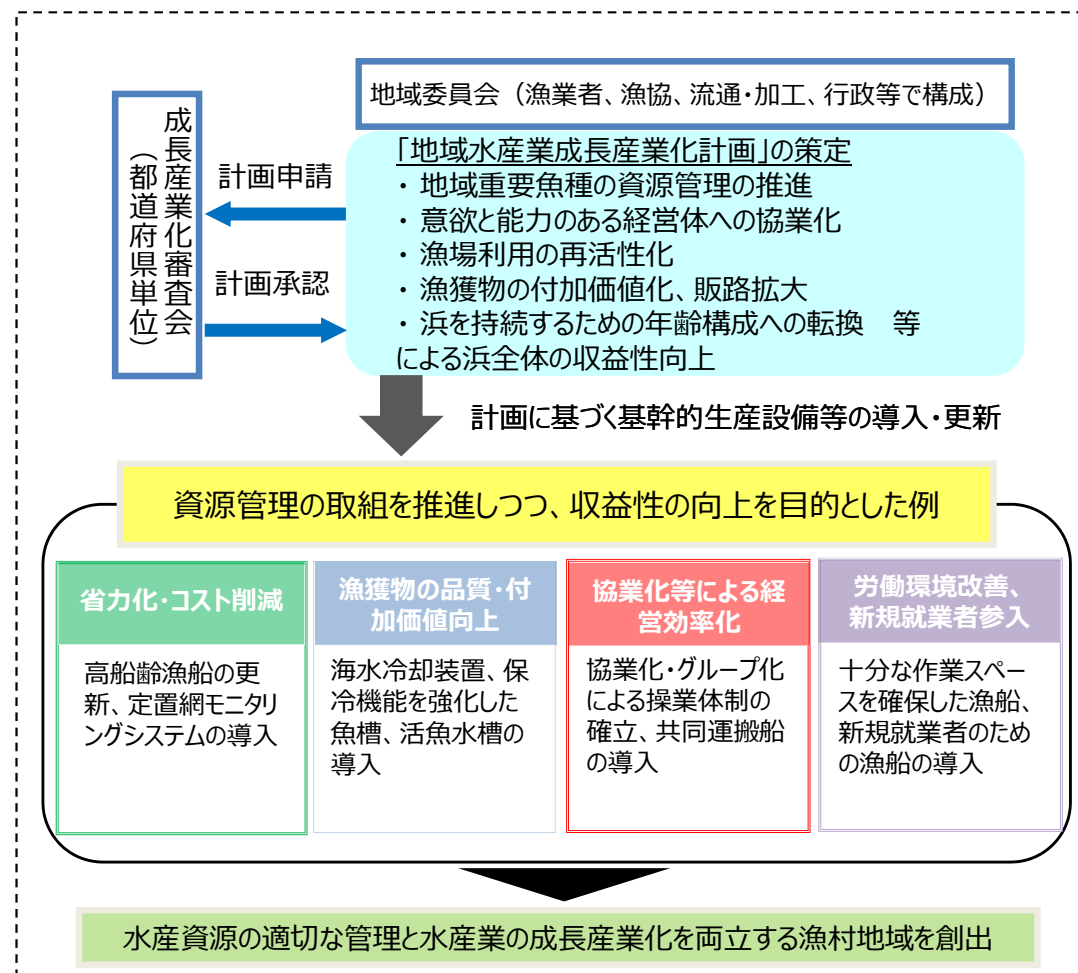 地域委員会（漁業者、漁協、流通・加工、行政等で構成）
成長産業化審査会
（都道府県単位）
計画申請
計画承認
「地域水産業成長産業化計画」の策定
・ 地域重要魚種の資源管理の推進
・ 意欲と能力のある経営体への協業化
・ 漁場利用の再活性化
・ 漁獲物の付加価値化、販路拡大
・ 浜を持続するための年齢構成への転換　等
による浜全体の収益性向上
計画に基づく基幹的生産設備等の導入・更新
資源管理の取組を推進しつつ、収益性の向上を目的とした例
省力化・コスト削減
高船齢漁船の更
新、定置網モニタリ
ングシステムの導入
漁獲物の品質・付
加価値向上
海水冷却装置、保
冷機能を強化した
魚槽、活魚水槽の
導入
協業化等による経
営効率化
協業化・グループ化
による操業体制の
確立、共同運搬船
の導入
労働環境改善、
新規就業者参入
十分な作業スペー
スを確保した漁船、
新規就業者のため
の漁船の導入
水産資源の適切な管理と水産業の成長産業化を両立する漁村地域を創出